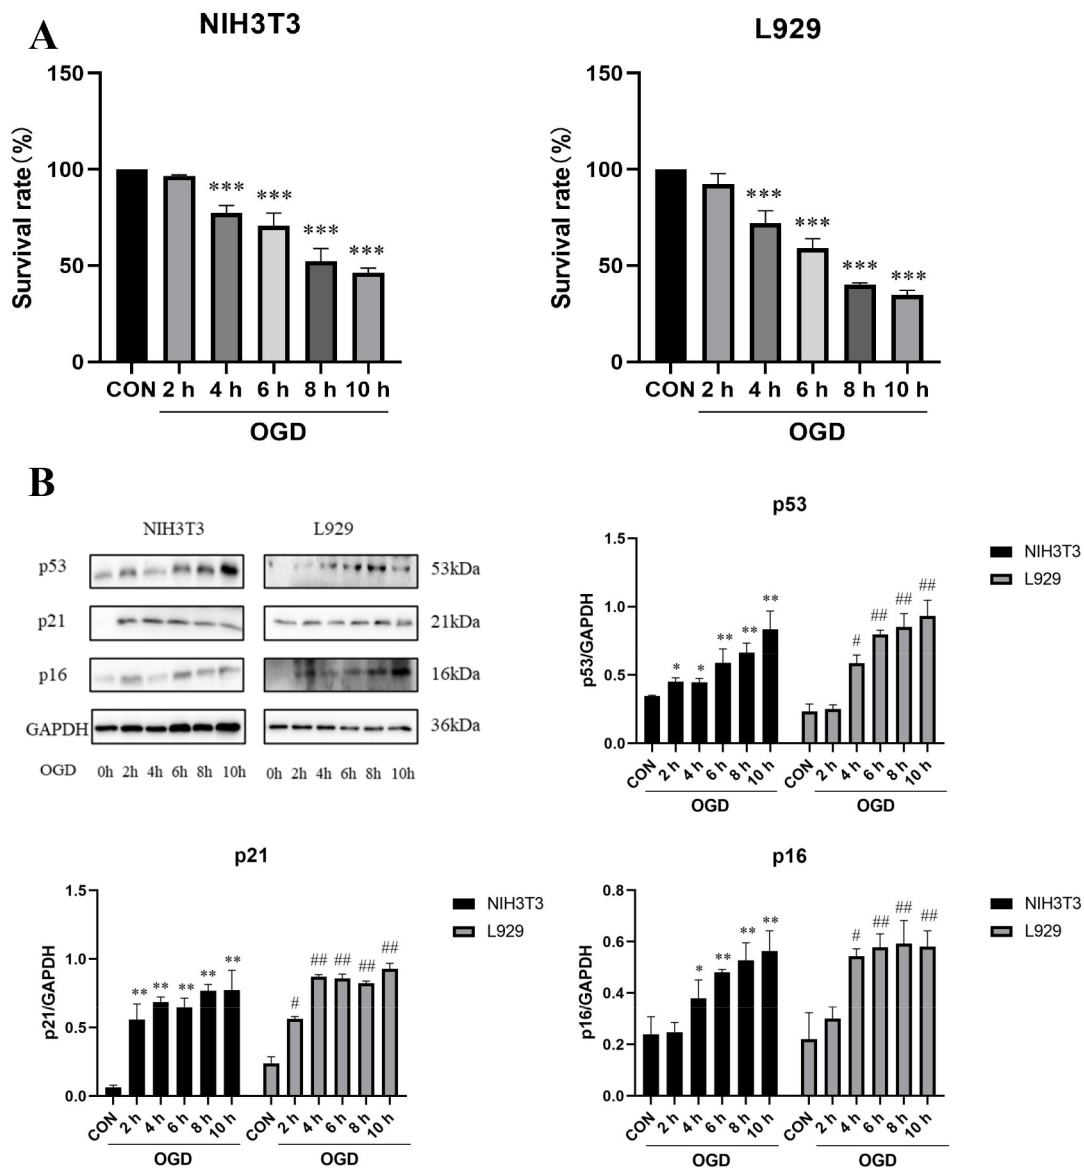 A
NIH3T3
L929
Survival rate (%)
150
100
50
0
***
***
***
***
CON 2 h 4 h 6 h 8 h 10 h
OGD
Survival rate (%)
150
100
50
0
***
***
***
***
CON 2 h 4 h 6 h 8 h 10 h
OGD
B
NIH3T3 L929
p53 53kDa
p21 21kDa
p16 16kDa
GAPDH 36kDa
OGD 0h 2h 4h 6h 8h 10h 0h 2h 4h 6h 8h 10h
p53
p53/GAPDH
1.5
1.0
0.5
0.0
* * ** ** **
# ## ## ##
NIH3T3
L929
CON 2 h 4 h 6 h 8 h 10 h CON 2 h 4 h 6 h 8 h 10 h
OGD OGD
p21
p21/GAPDH
1.5
1.0
0.5
0.0
** ** ** ** **
# ## ## ## ##
NIH3T3
L929
CON 2 h 4 h 6 h 8 h 10 h CON 2 h 4 h 6 h 8 h 10 h
OGD OGD
p16
p16/GAPDH
0.8
0.6
0.4
0.2
0.0
* ** ** **
# ## ## ##
NIH3T3
L929
CON 2 h 4 h 6 h 8 h 10 h CON 2 h 4 h 6 h 8 h 10 h
OGD OGD